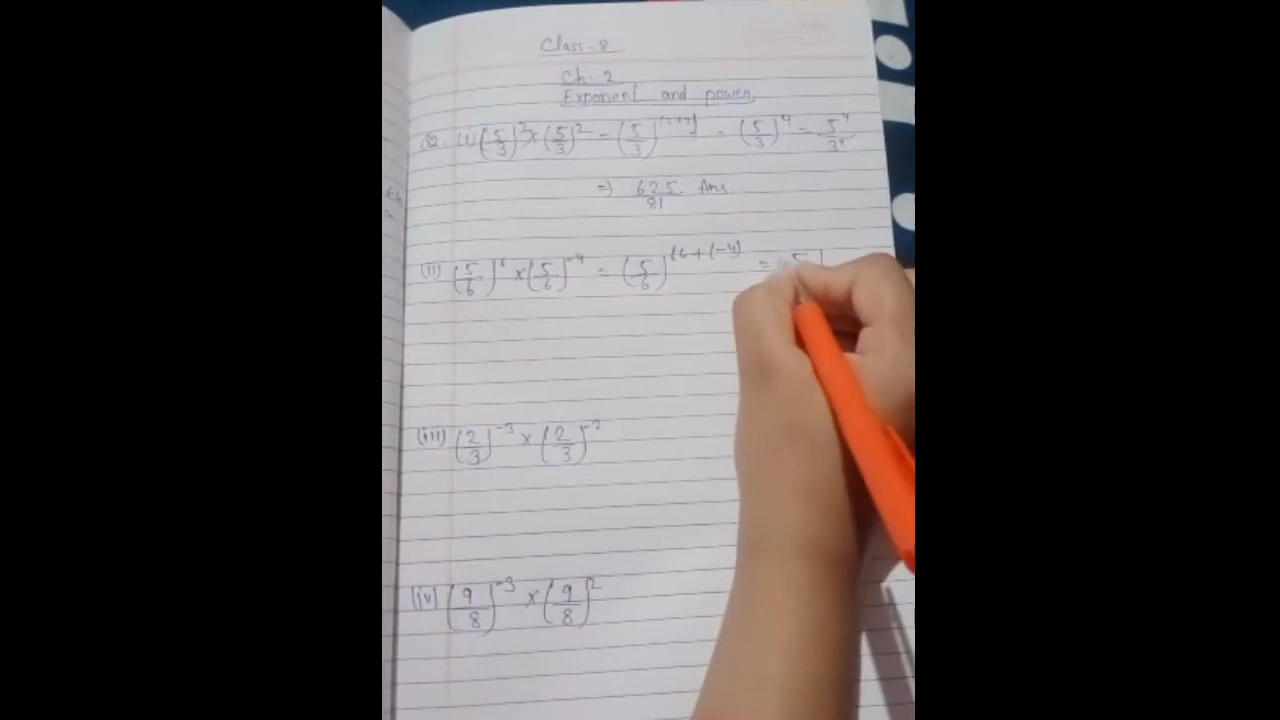 Class-8
Ch-2
Exponent and power
(i) (5/3)^2 × (5/3)^2 = (5/3)^(2+2) = (5/3)^4 = 5^4/3^4
=> 625/81 Ans
(ii) (5/6)^6 × (5/6)^-4 = (5/6)^(6+(-4)) = 5
(iii) (2/3)^-3 × (2/3)^-2
(iv) (9/8)^-3 × (9/8)^2